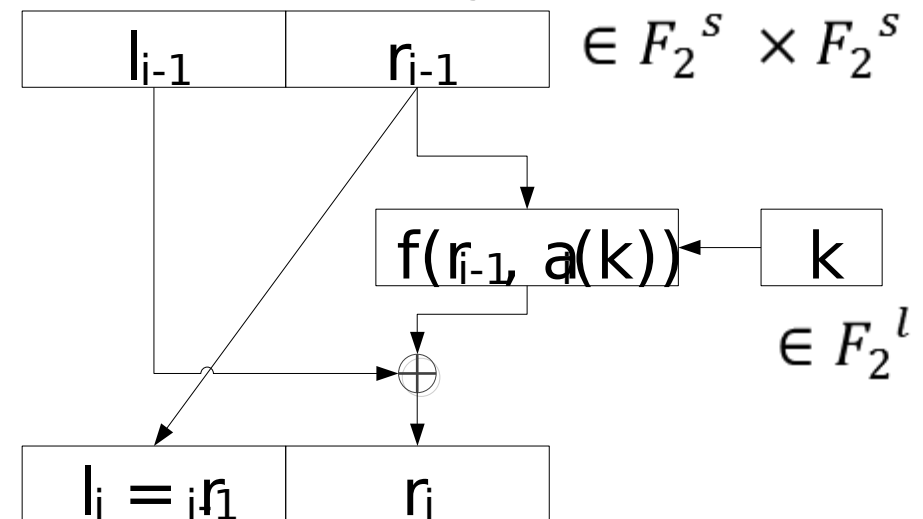 l_{i-1} r_{i-1} ∈ F_2^s × F_2^s
f(r_{i-1}, a_i(k)) k
∈ F_2^l
l_i = r_{i-1} r_i